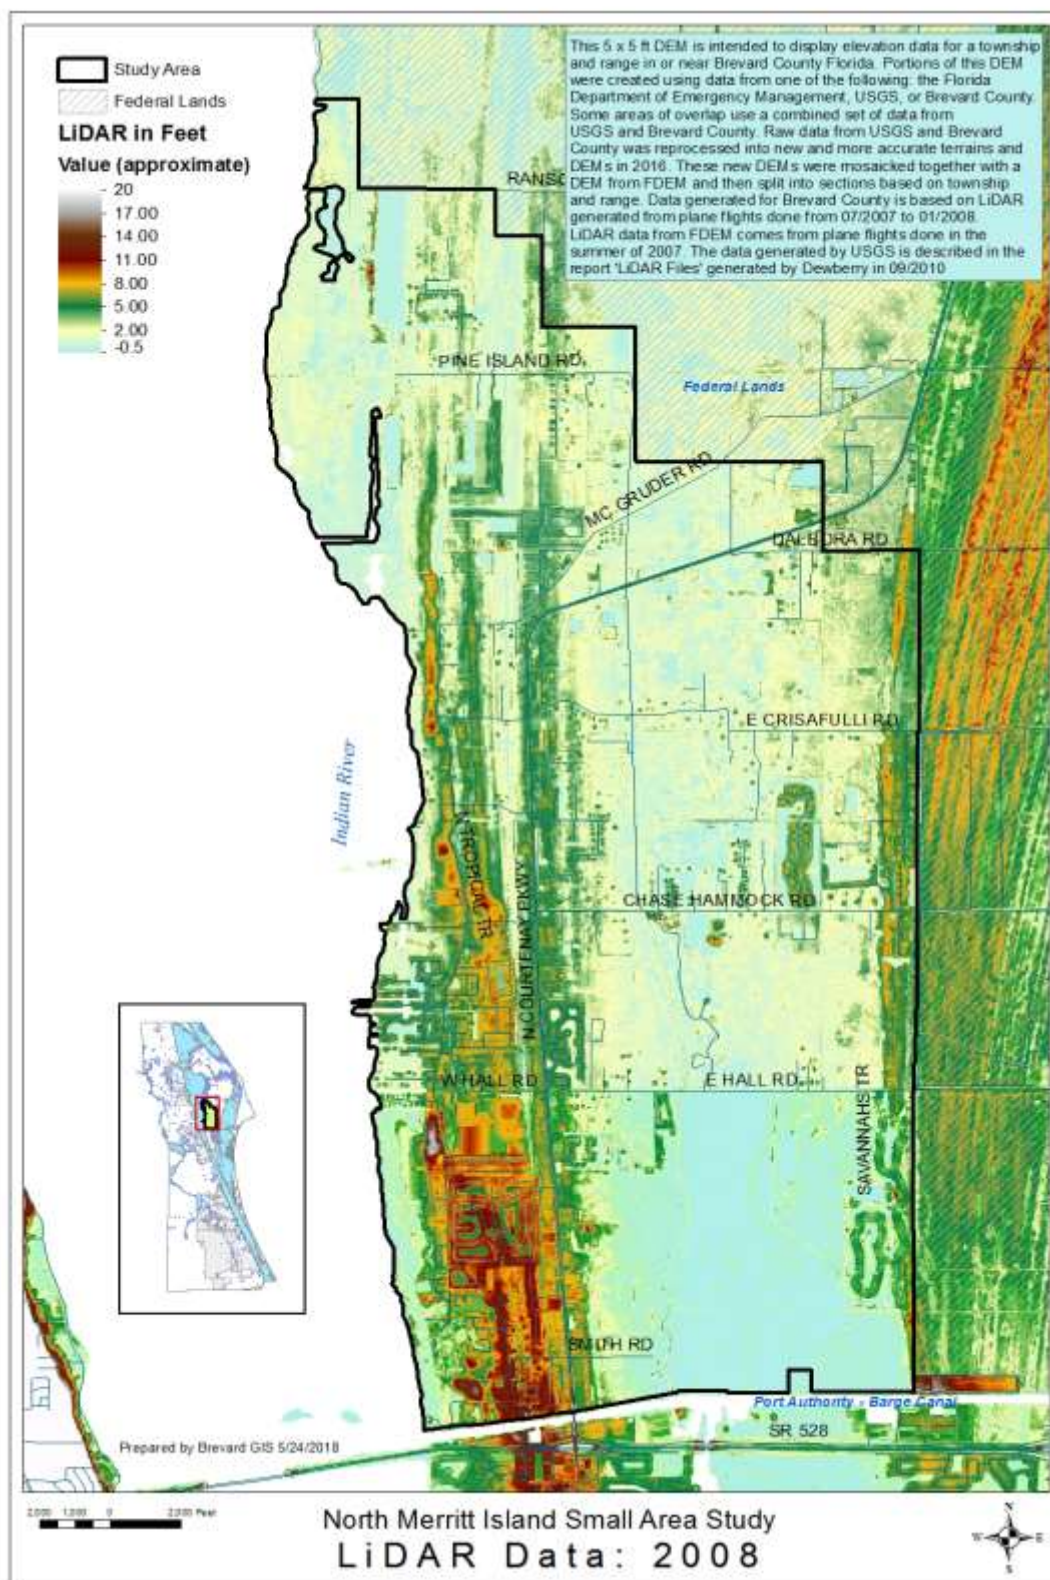 Study Area
Federal Lands
LiDAR in Feet
Value (approximate)
20
17.00
14.00
11.00
8.00
5.00
2.00
-0.5
This 5 x 5 ft DEM is intended to display elevation data for a township
and range in or near Brevard County Florida. Portions of this DEM
were created using data from one of the following: the Florida
Department of Emergency Management, USGS, or Brevard County.
Some areas of overlap use a combined set of data from
USGS and Brevard County. Raw data from USGS and Brevard
County was reprocessed into new and more accurate terrains and
DEMs in 2016. These new DEMs were mosaicked together with a
DEM from FDEM and then split into sections based on township
and range. Data generated for Brevard County is based on LiDAR
generated from plane flights done from 07/2007 to 01/2008.
LiDAR data from FDEM comes from plane flights done in the
summer of 2007. The data generated by USGS is described in the
report 'LiDAR Files' generated by Dewberry in 09/2010
PINE ISLAND RD.
Federal Lands
MC GRUDER RD
DALBORA RD
E CRISAFULLI RD
Indian River
N TROPICAL TR
N COURTENAY PKWY
CHASE HAMMOCK RD
W HALL RD
E HALL RD.
SAVANNAHS TR
SMITH RD
Port Authority - Barge Canal
SR 528
Prepared by Brevard GIS 5/24/2018
2,000 1,000 0 2,000 Feet
North Merritt Island Small Area Study
LiDAR Data: 2008
N
W E
S